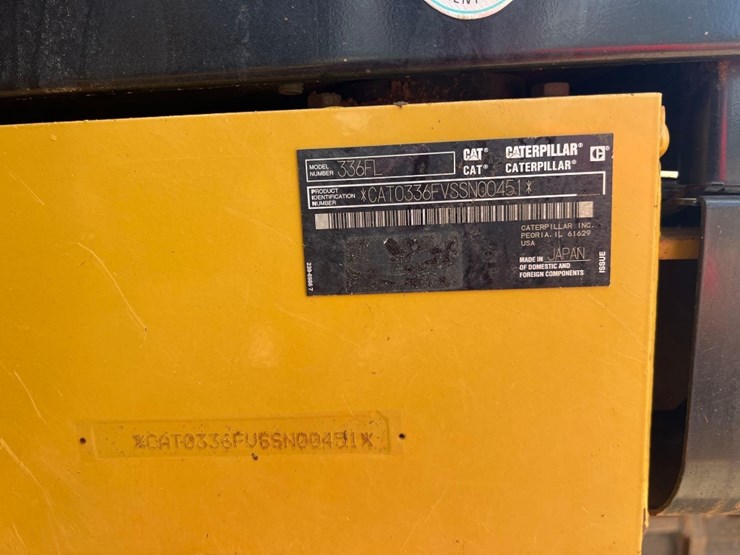 MODEL NUMBER 336FL
CAT® CATERPILLAR® C
CAT® CATERPILLAR®
PRODUCT IDENTIFICATION NUMBER *CAT0336FVSSN00451*
CATERPILLAR INC.
PEORIA, IL 61629
USA
MADE IN JAPAN
OF DOMESTIC AND
FOREIGN COMPONENTS
ISSUE
*CAT0336FVSSN00451*